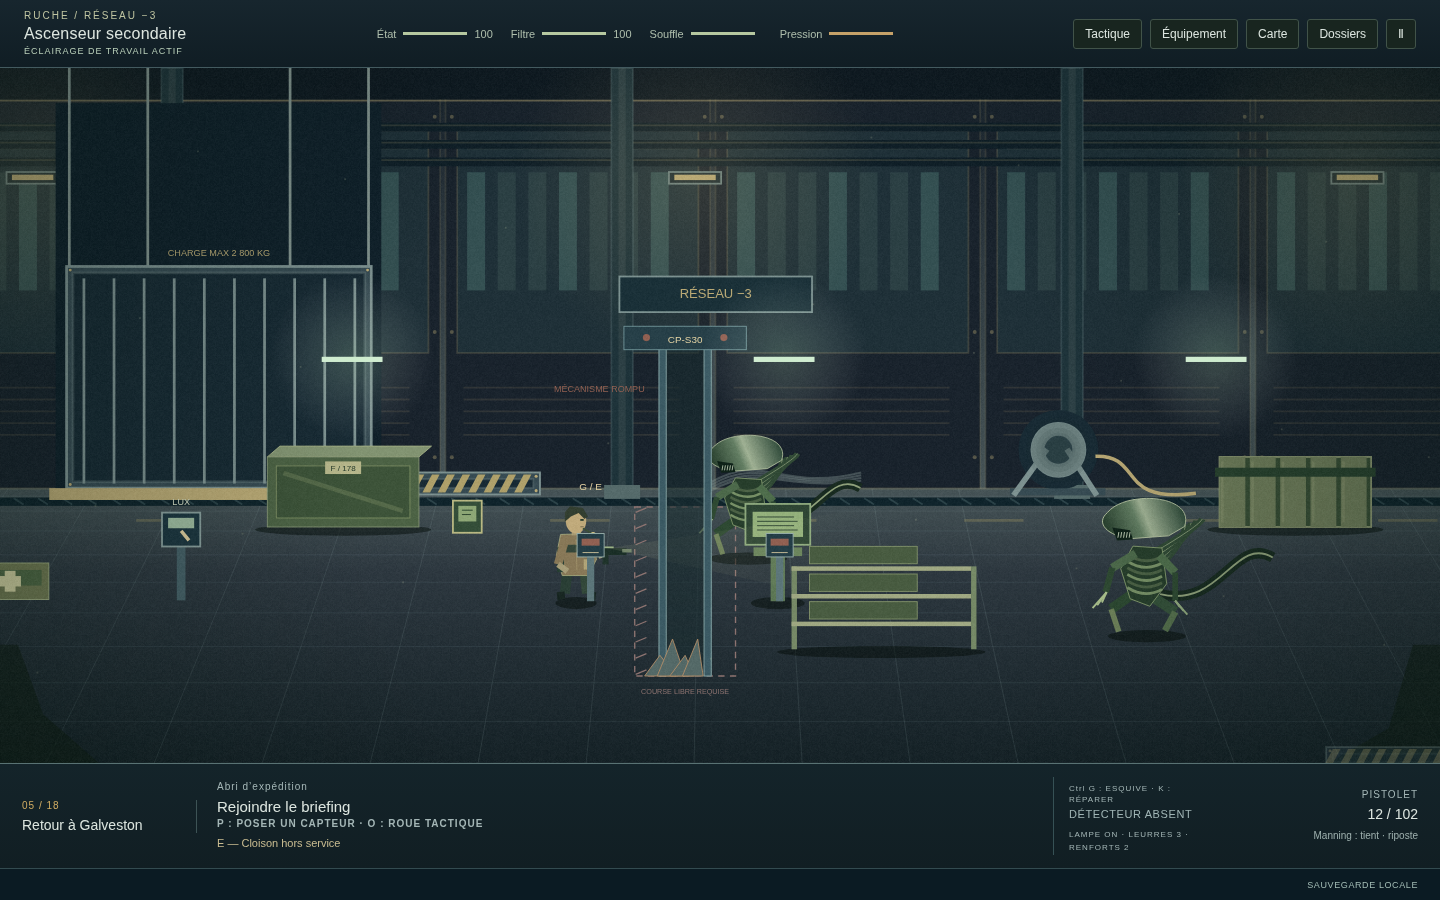 RUCHE / RÉSEAU −3
Ascenseur secondaire
ÉCLAIRAGE DE TRAVAIL ACTIF
État 100 Filtre 100 Souffle Pression
Tactique Équipement Carte Dossiers Ⅱ
CHARGE MAX 2 800 KG
RÉSEAU −3
CP-S30
MÉCANISME ROMPU
F / 178
G / E
LUX
COURSE LIBRE REQUISE
05 / 18
Retour à Galveston
Abri d'expédition
Rejoindre le briefing
P : POSER UN CAPTEUR · O : ROUE TACTIQUE
E — Cloison hors service
Ctrl G : ESQUIVE · K :
RÉPARER
DÉTECTEUR ABSENT
LAMPE ON · LEURRES 3 ·
RENFORTS 2
PISTOLET
12 / 102
Manning : tient · riposte
SAUVEGARDE LOCALE